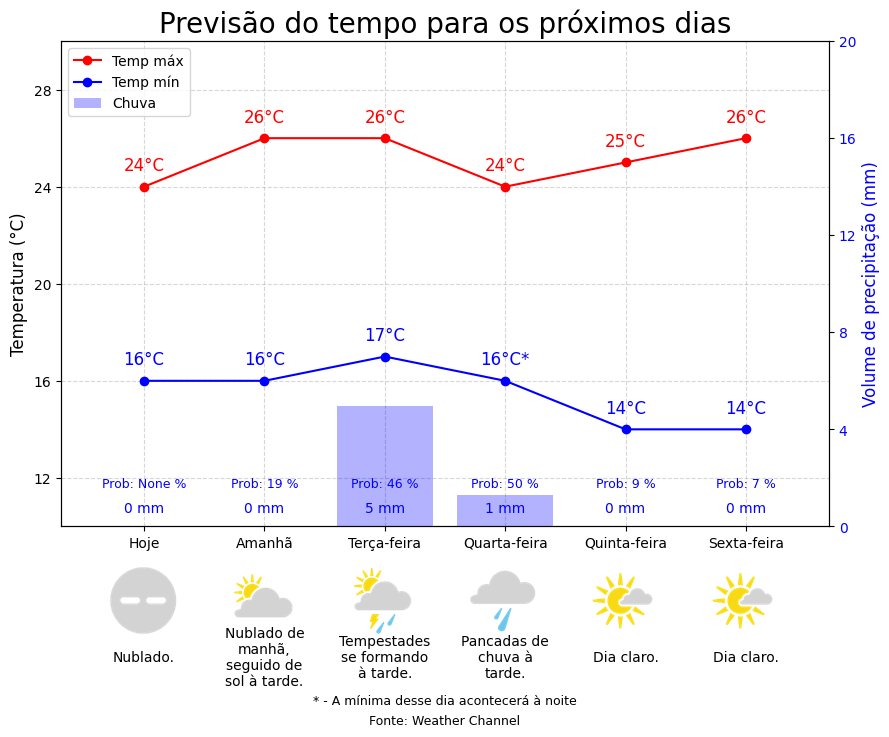 Previsão do tempo para os próximos dias
Temp máx
Temp mín
Chuva
Temperatura (°C)
28
24
20
16
12
Volume de precipitação (mm)
20
16
12
8
4
0
24°C
26°C
26°C
24°C
25°C
26°C
16°C
16°C
17°C
16°C*
14°C
14°C
Prob: None %
Prob: 19 %
Prob: 46 %
Prob: 50 %
Prob: 9 %
Prob: 7 %
0 mm
0 mm
5 mm
1 mm
0 mm
0 mm
Hoje
Amanhã
Terça-feira
Quarta-feira
Quinta-feira
Sexta-feira
Nublado.
Nublado de
manhã,
seguido de
sol à tarde.
Tempestades
se formando
à tarde.
Pancadas de
chuva à
tarde.
Dia claro.
Dia claro.
* - A mínima desse dia acontecerá à noite
Fonte: Weather Channel